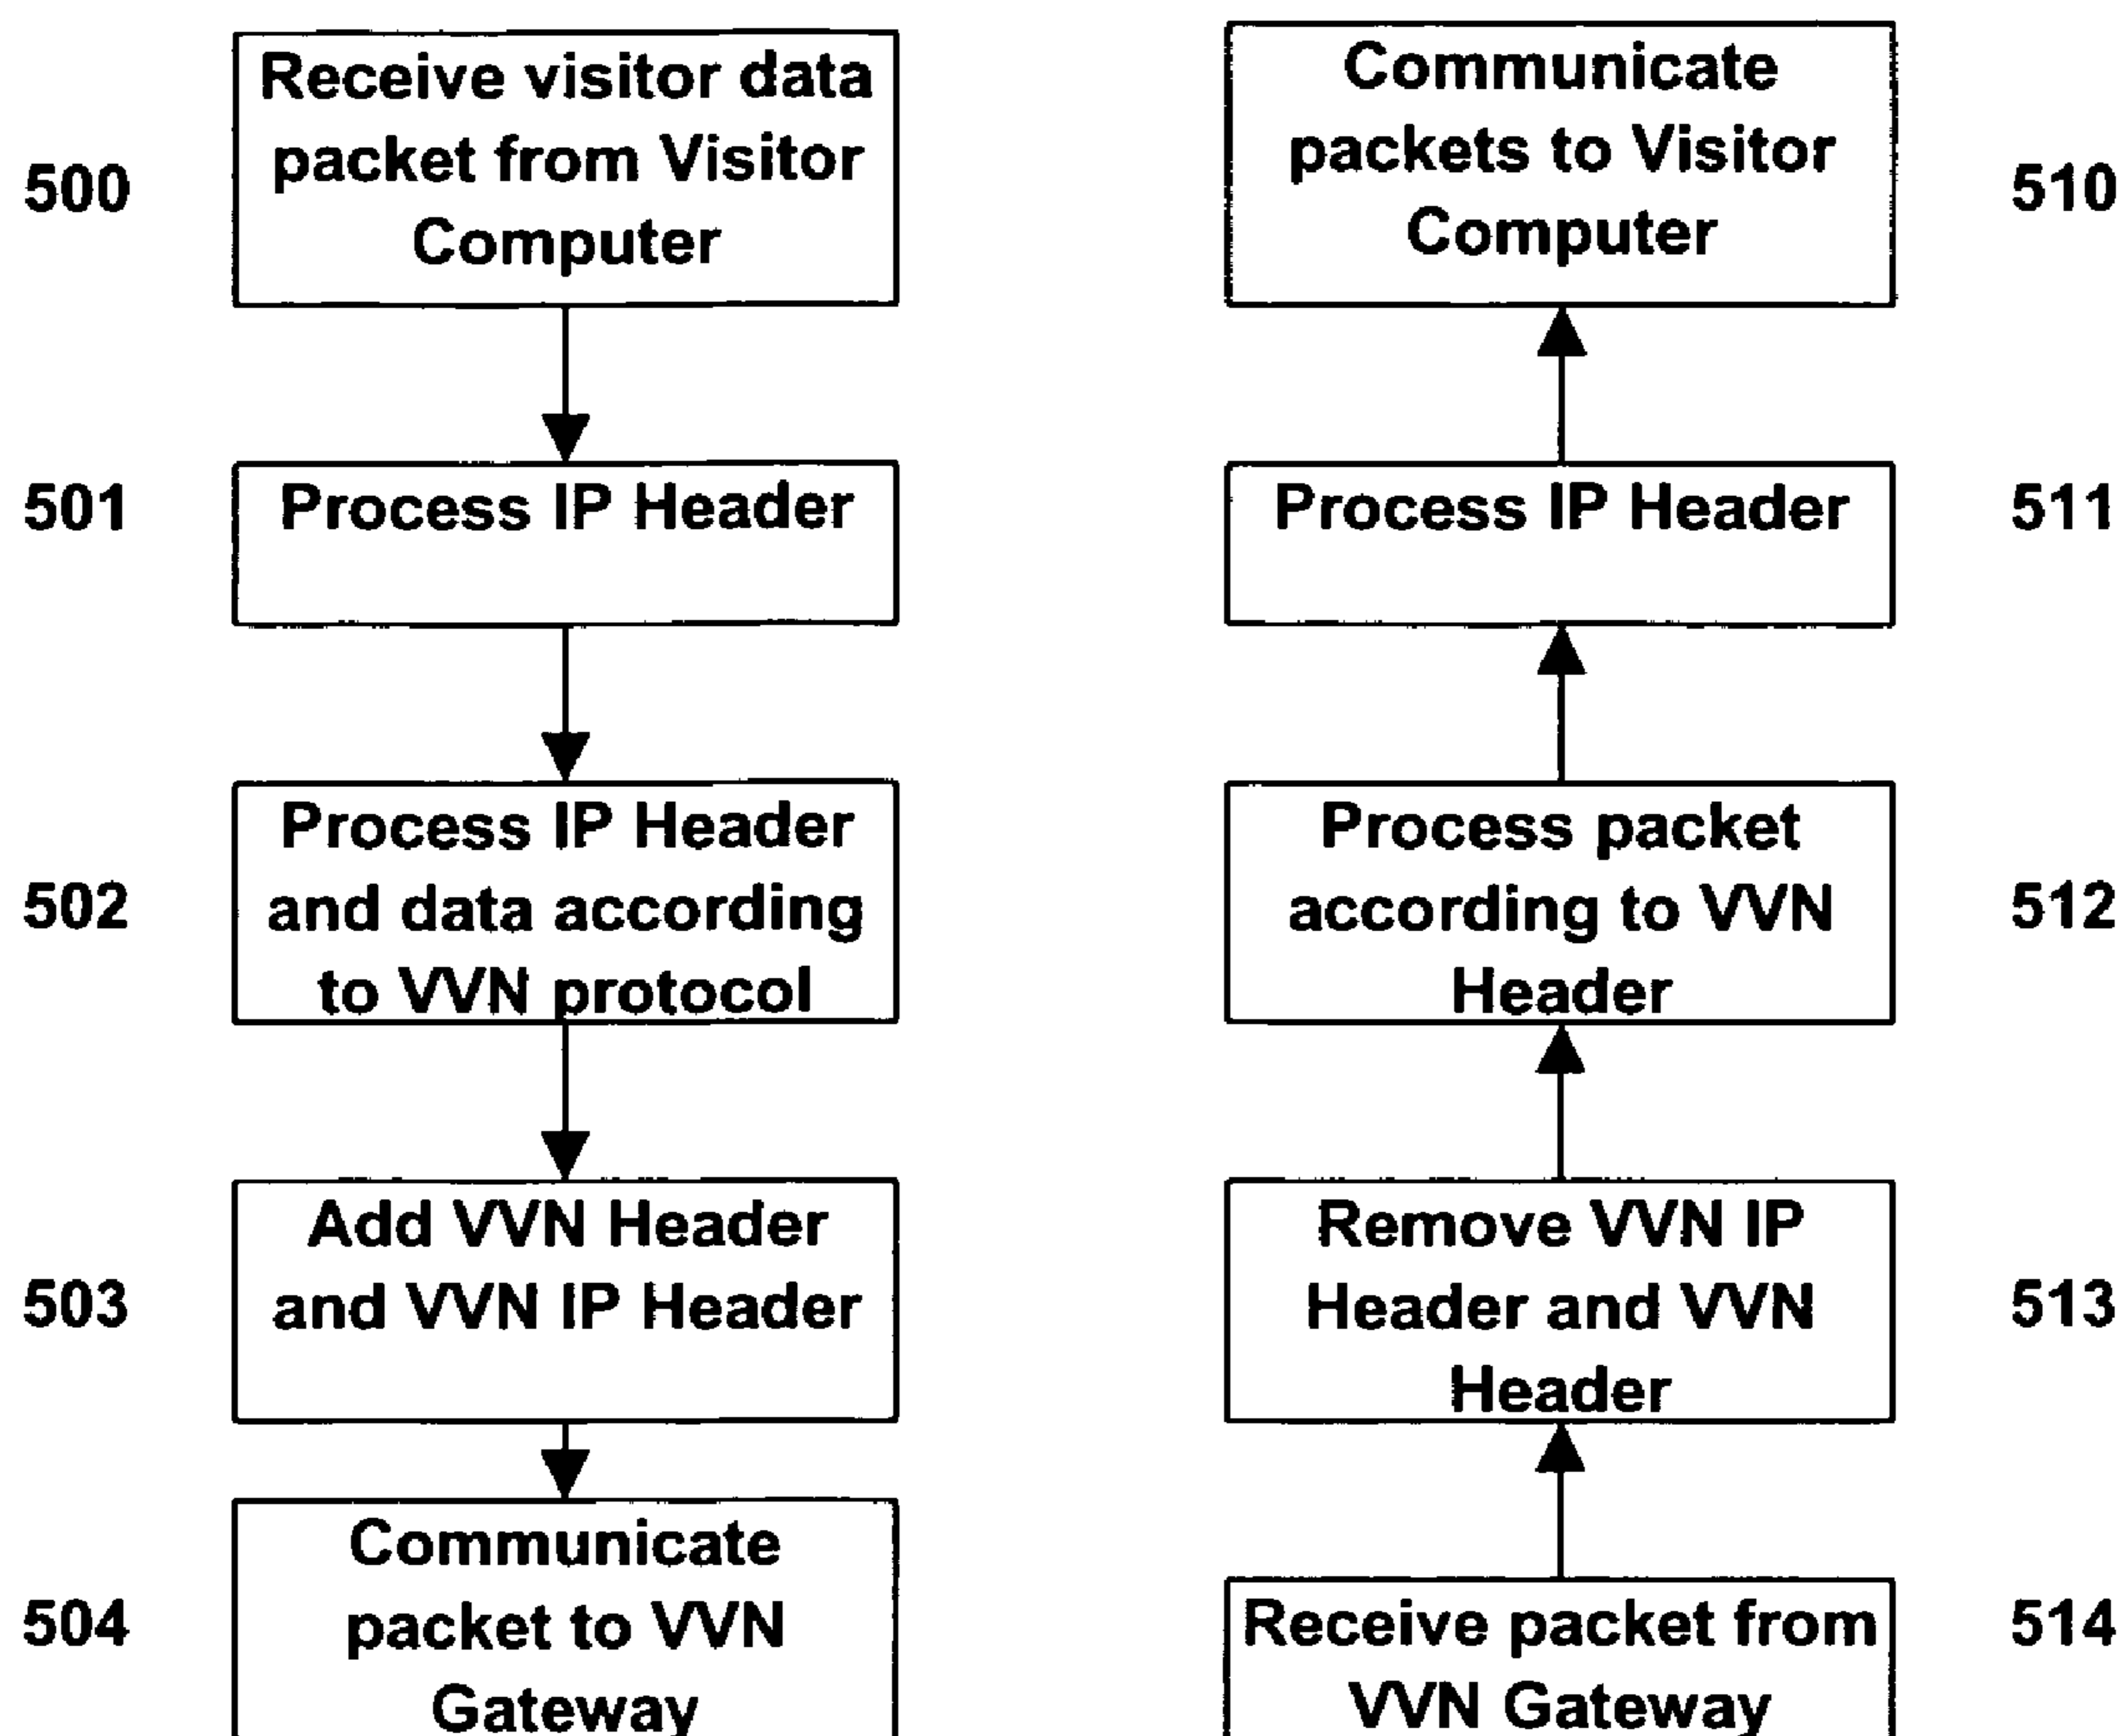 500
Receive visitor data
packet from Visitor
Computer
501
Process IP Header
502
Process IP Header
and data according
to VVN protocol
503
Add VVN Header
and VVN IP Header
504
Communicate
packet to VVN
Gateway
Communicate
packets to Visitor
Computer
510
Process IP Header
511
Process packet
according to VVN
Header
512
Remove VVN IP
Header and VVN
Header
513
Receive packet from
VVN Gateway
514